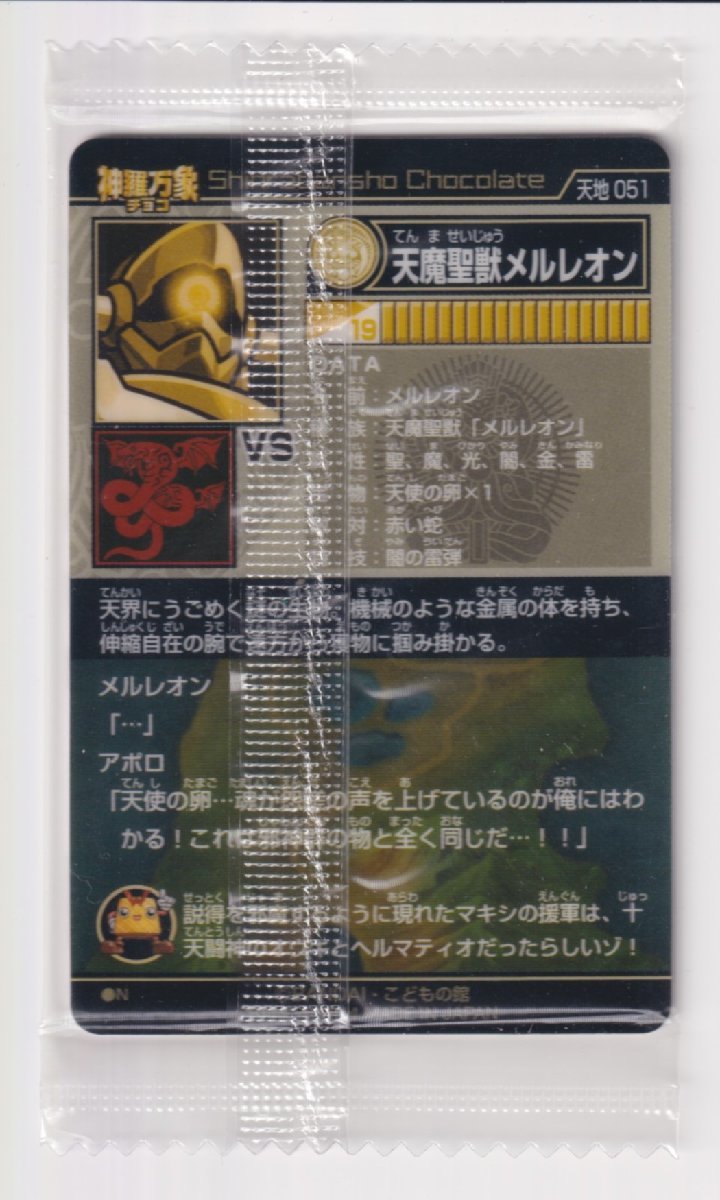 神羅万象
チョコ
Chocolate
天地 051
てんませいじゅう
天魔聖獣メルレオン
19
VS
DATA
前：メルレオン
族：天魔聖獣「メルレオン」
性：聖、魔、光、闇、金、雷
物：天使の卵×1
対：赤い蛇
技：闇の雷弾
天界にうごめく 機械のような金属の体を持ち、
伸縮自在の腕で 物に掴み掛かる。
メルレオン
「…」
アポロ
「天使の卵… の声を上げているのが俺にはわ
かる！これは の物と全く同じだ…！！」
説得を ように現れたマキシの援軍は、十
天闘神の とヘルマティオだったらしいゾ！
●N
こどもの館
JAPAN